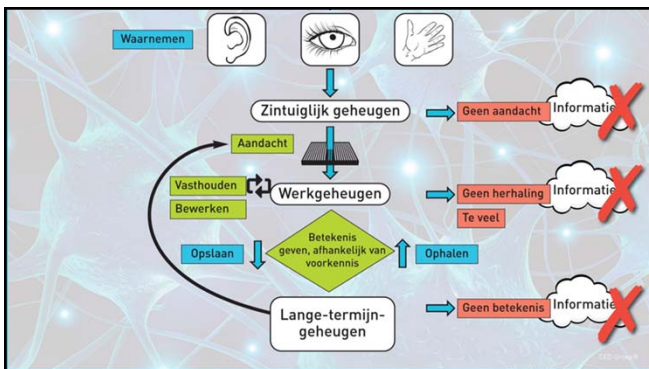 Waarnemen
Zintuiglijk geheugen
Geen aandacht
Informatie
Aandacht
Vasthouden
Bewerken
Werkgeheugen
Geen herhaling
Te veel
Informatie
Opslaan
Betekenis
geven, afhankelijk van
voorkennis
Ophalen
Lange-termijn-
geheugen
Geen betekenis
Informatie